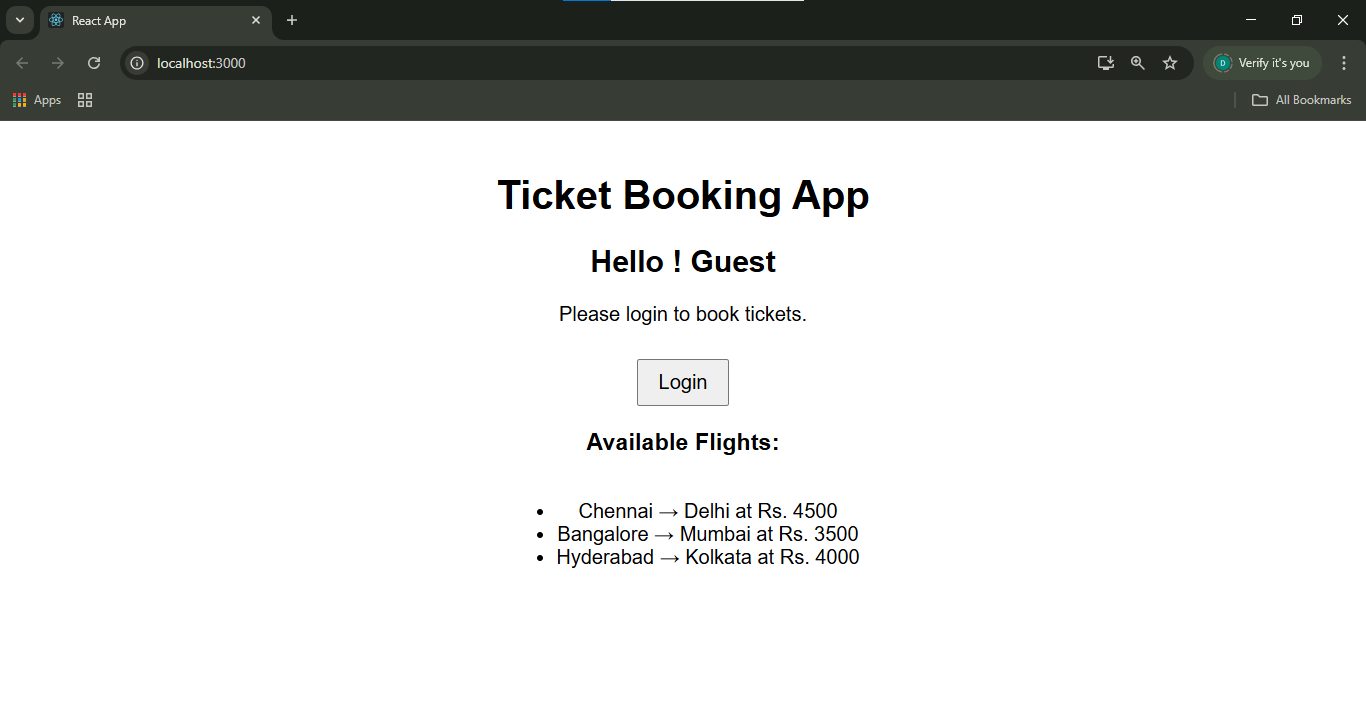 React App
localhost:3000
Verify it's you
Apps
All Bookmarks
Ticket Booking App
Hello ! Guest
Please login to book tickets.
Login
Available Flights:
• Chennai → Delhi at Rs. 4500
• Bangalore → Mumbai at Rs. 3500
• Hyderabad → Kolkata at Rs. 4000